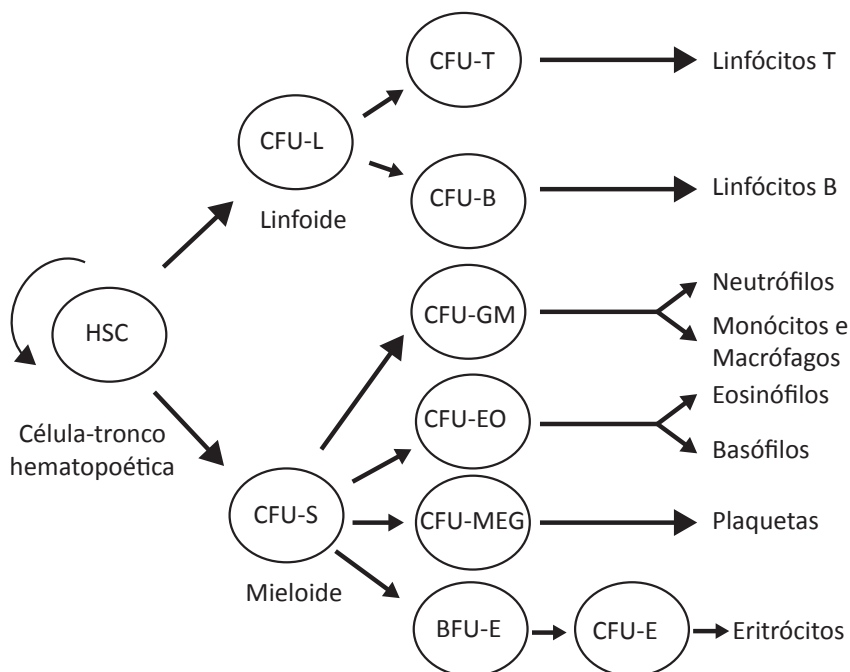 CFU-T
Linfócitos T
CFU-L
Linfoide
CFU-B
Linfócitos B
HSC
Célula-tronco
hematopoética
CFU-GM
Neutrófilos
Monócitos e
Macrófagos
CFU-EO
Eosinófilos
Basófilos
CFU-S
Mieloide
CFU-MEG
Plaquetas
BFU-E
CFU-E
Eritrócitos